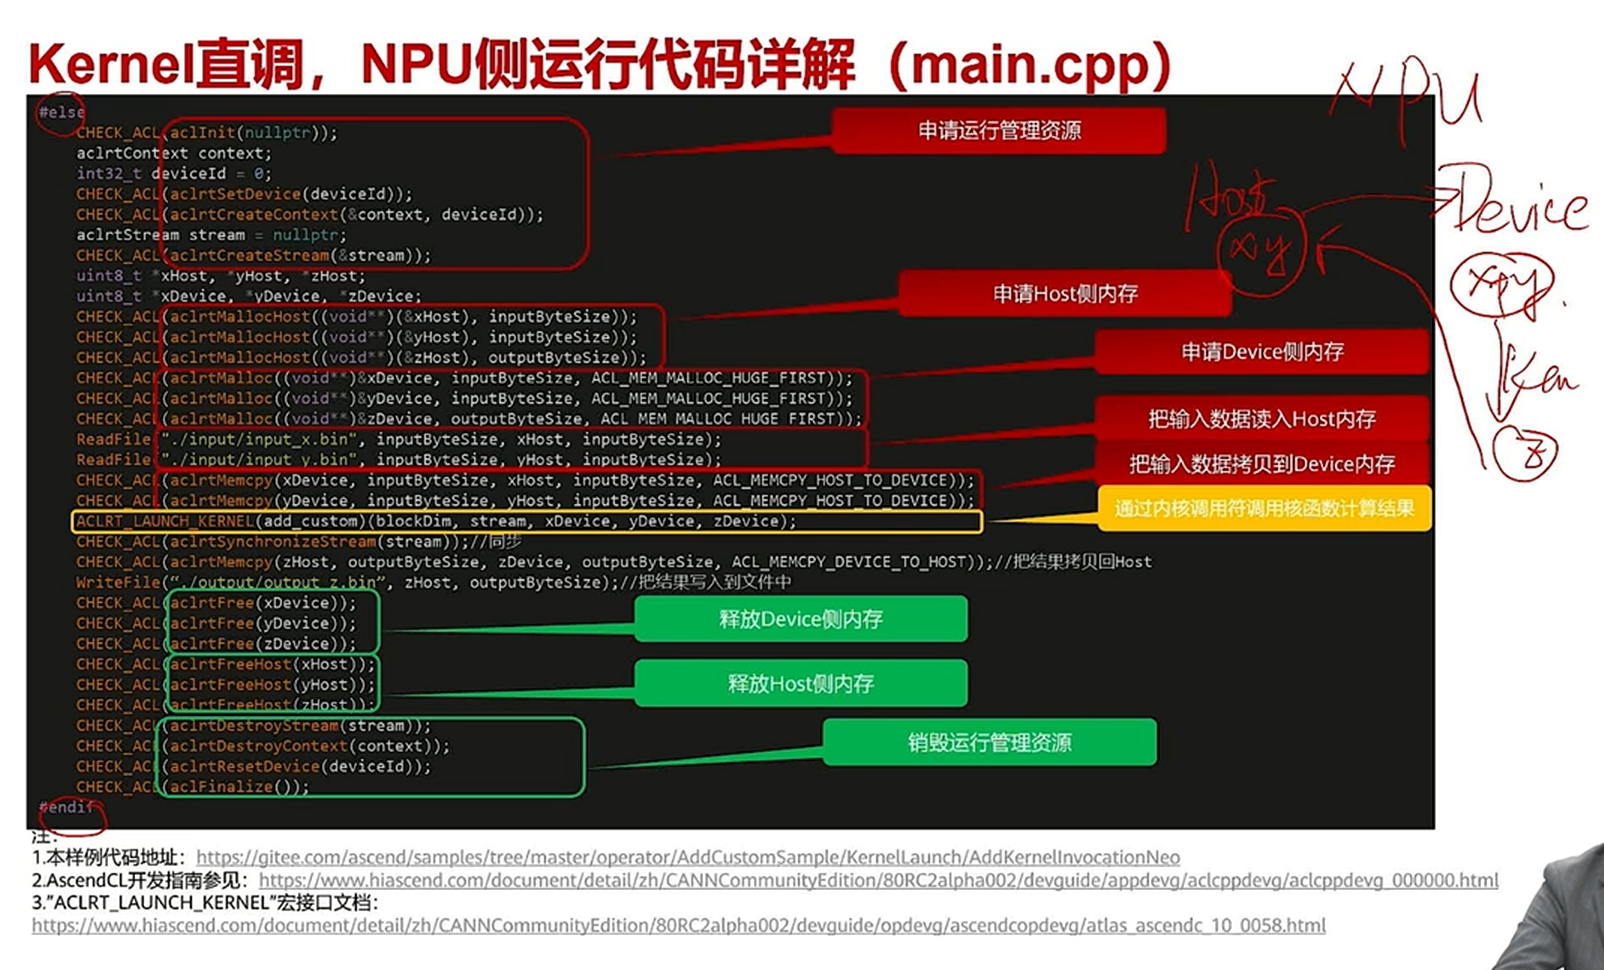 Kernel直调，NPU侧运行代码详解（main.cpp）
NPU
#else
CHECK_ACL(aclInit(nullptr));
申请运行管理资源
aclrtContext context;
int32_t deviceId = 0;
CHECK_ACL(aclrtSetDevice(deviceId));
CHECK_ACL(aclrtCreateContext(&context, deviceId));
Host
Device
aclrtStream stream = nullptr;
CHECK_ACL(aclrtCreateStream(&stream));
xy
uint8_t *xHost, *yHost, *zHost;
uint8_t *xDevice, *yDevice, *zDevice;
申请Host侧内存
x+y
CHECK_ACL(aclrtMallocHost((void**)(&xHost), inputByteSize));
CHECK_ACL(aclrtMallocHost((void**)(&yHost), inputByteSize));
CHECK_ACL(aclrtMallocHost((void**)(&zHost), outputByteSize));
申请Device侧内存
CHECK_ACL(aclrtMalloc((void**)&xDevice, inputByteSize, ACL_MEM_MALLOC_HUGE_FIRST));
Ken
CHECK_ACL(aclrtMalloc((void**)&yDevice, inputByteSize, ACL_MEM_MALLOC_HUGE_FIRST));
CHECK_ACL(aclrtMalloc((void**)&zDevice, outputByteSize, ACL_MEM_MALLOC_HUGE_FIRST));
把输入数据读入Host内存
ReadFile("./input/input_x.bin", inputByteSize, xHost, inputByteSize);
z
ReadFile("./input/input_y.bin", inputByteSize, yHost, inputByteSize);
把输入数据拷贝到Device内存
CHECK_ACL(aclrtMemcpy(xDevice, inputByteSize, xHost, inputByteSize, ACL_MEMCPY_HOST_TO_DEVICE));
CHECK_ACL(aclrtMemcpy(yDevice, inputByteSize, yHost, inputByteSize, ACL_MEMCPY_HOST_TO_DEVICE));
通过内核调用符调用核函数计算结果
ACLRT_LAUNCH_KERNEL(add_custom)(blockDim, stream, xDevice, yDevice, zDevice);
CHECK_ACL(aclrtSynchronizeStream(stream));//同步
CHECK_ACL(aclrtMemcpy(zHost, outputByteSize, zDevice, outputByteSize, ACL_MEMCPY_DEVICE_TO_HOST));//把结果拷贝回Host
WriteFile(“./output/output_z.bin”, zHost, outputByteSize);//把结果写入到文件中
CHECK_ACL(aclrtFree(xDevice));
CHECK_ACL(aclrtFree(yDevice));
释放Device侧内存
CHECK_ACL(aclrtFree(zDevice));
CHECK_ACL(aclrtFreeHost(xHost));
CHECK_ACL(aclrtFreeHost(yHost));
释放Host侧内存
CHECK_ACL(aclrtFreeHost(zHost));
CHECK_ACL(aclrtDestroyStream(stream));
CHECK_ACL(aclrtDestroyContext(context));
销毁运行管理资源
CHECK_ACL(aclrtResetDevice(deviceId));
CHECK_ACL(aclFinalize());
#endif
注：
1.本样例代码地址：https://gitee.com/ascend/samples/tree/master/operator/AddCustomSample/KernelLaunch/AddKernelInvocationNeo
2.AscendCL开发指南参见：https://www.hiascend.com/document/detail/zh/CANNCommunityEdition/80RC2alpha002/devguide/appdevg/aclcppdevg/aclcppdevg_000000.html
3.”ACLRT_LAUNCH_KERNEL”宏接口文档：
https://www.hiascend.com/document/detail/zh/CANNCommunityEdition/80RC2alpha002/devguide/opdevg/ascendcopdevg/atlas_ascendc_10_0058.html